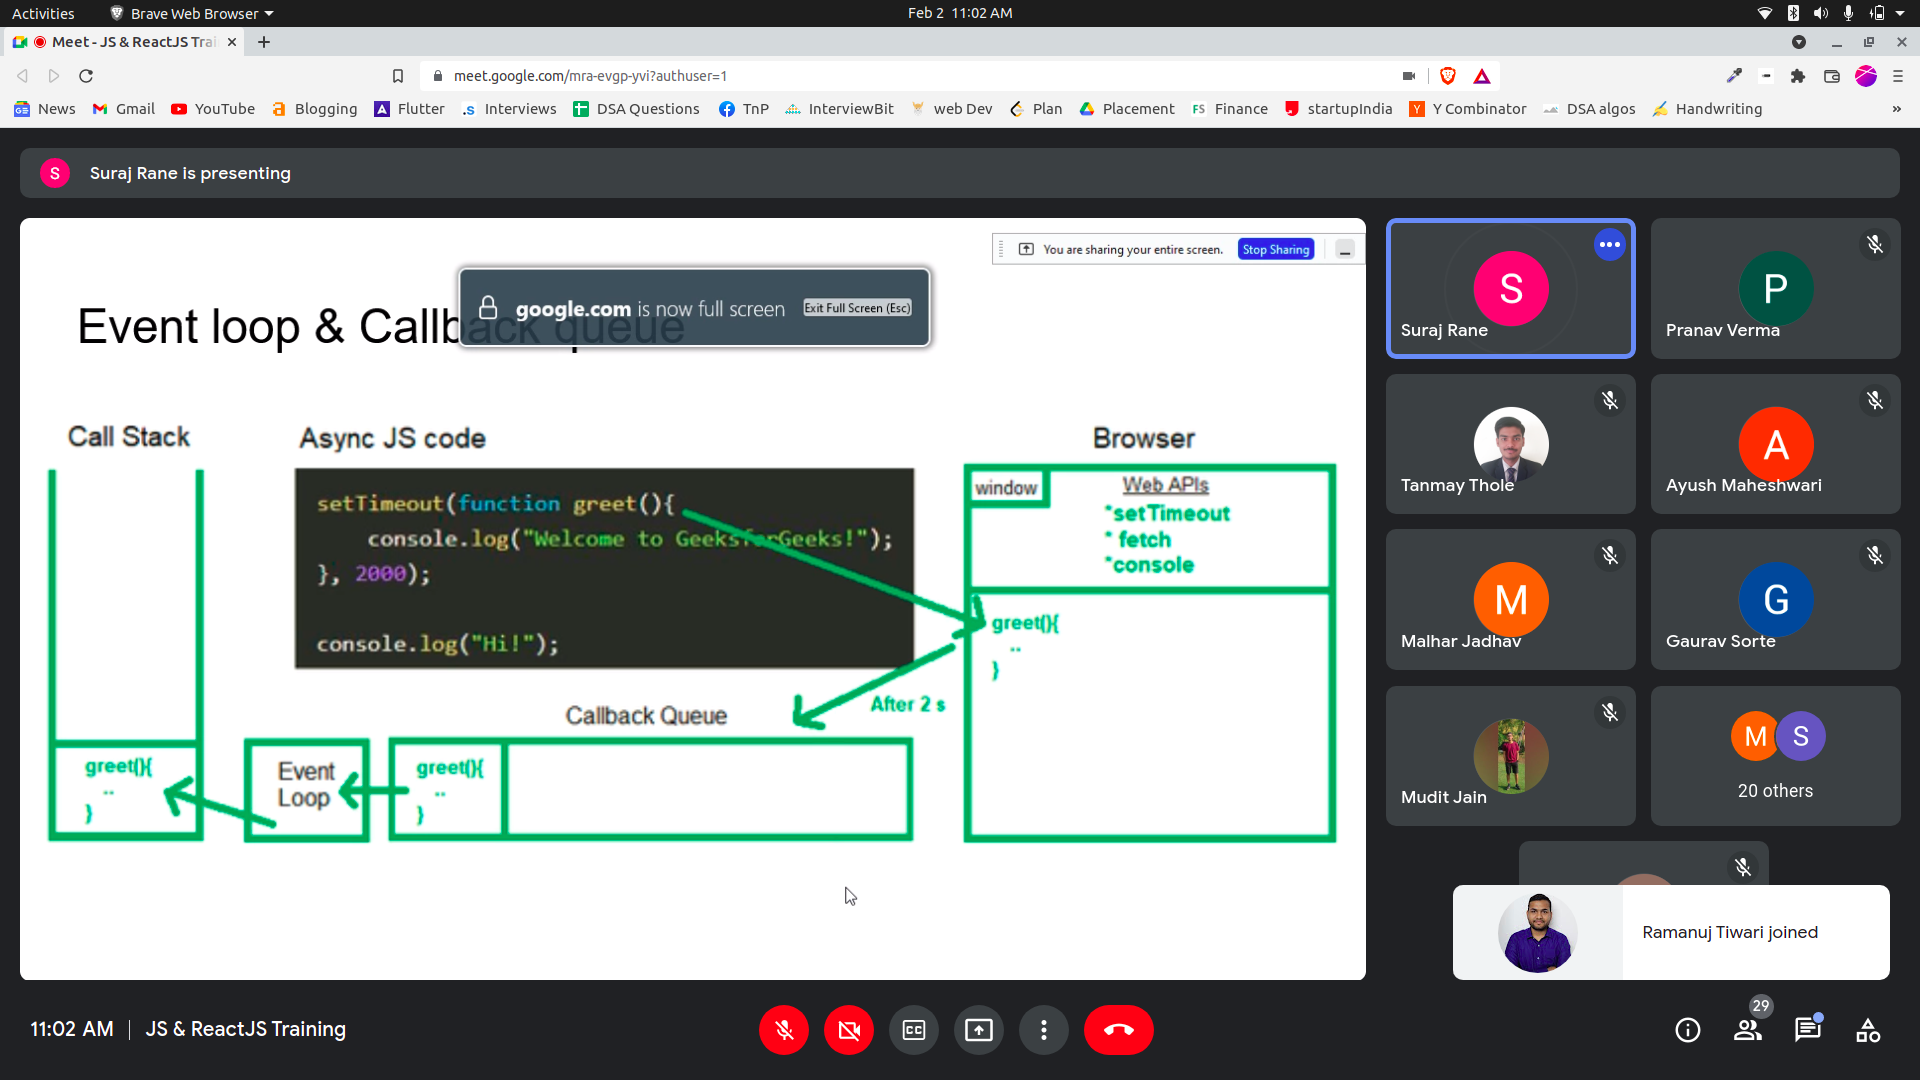 Activities Brave Web Browser Feb 2 11:02 AM
Meet - JS & ReactJS Trai
meet.google.com/mra-evgp-yvi?authuser=1
News Gmail YouTube Blogging Flutter Interviews DSA Questions TnP InterviewBit web Dev Plan Placement Finance startupIndia Y Combinator DSA algos Handwriting »
S Suraj Rane is presenting
You are sharing your entire screen. Stop Sharing
google.com is now full screen Exit Full Screen (Esc)
Event loop & Callback queue
Call Stack
Async JS code
Browser
setTimeout(function greet(){
console.log("Welcome to GeeksforGeeks!");
}, 2000);
console.log("Hi!");
window
Web APIs
*setTimeout
* fetch
*console
greet(){
..
}
After 2 s
Callback Queue
greet(){
..
}
Event
Loop
greet(){
..
}
S
Suraj Rane
P
Pranav Verma
Tanmay Thole
A
Ayush Maheshwari
M
Malhar Jadhav
G
Gaurav Sorte
Mudit Jain
M S
20 others
Ramanuj Tiwari joined
11:02 AM | JS & ReactJS Training
CC
29